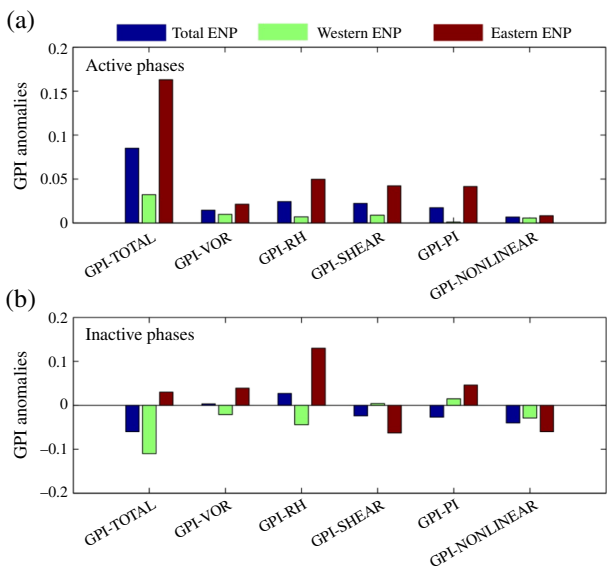 (a)
Total ENP Western ENP Eastern ENP
Active phases
GPI anomalies
0.2
0.15
0.1
0.05
0
GPI-TOTAL GPI-VOR GPI-RH GPI-SHEAR GPI-PI GPI-NONLINEAR
(b)
Inactive phases
GPI anomalies
0.2
0.1
0
−0.1
−0.2
GPI-TOTAL GPI-VOR GPI-RH GPI-SHEAR GPI-PI GPI-NONLINEAR